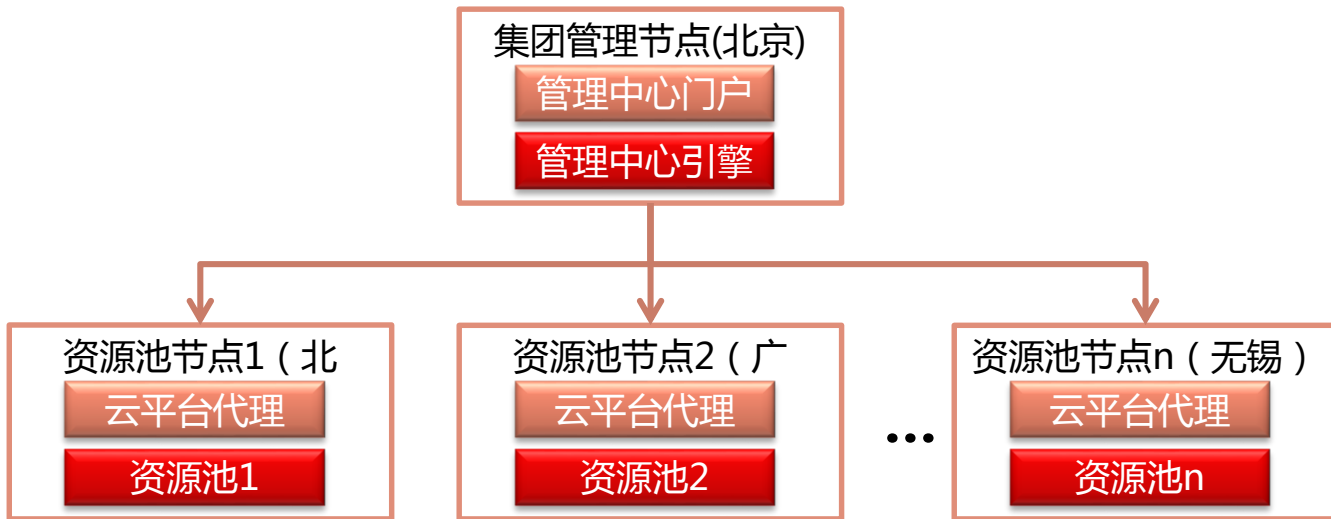 集团管理节点(北京)
管理中心门户
管理中心引擎
资源池节点1（北
云平台代理
资源池1
资源池节点2（广
云平台代理
资源池2
...
资源池节点n（无锡）
云平台代理
资源池n